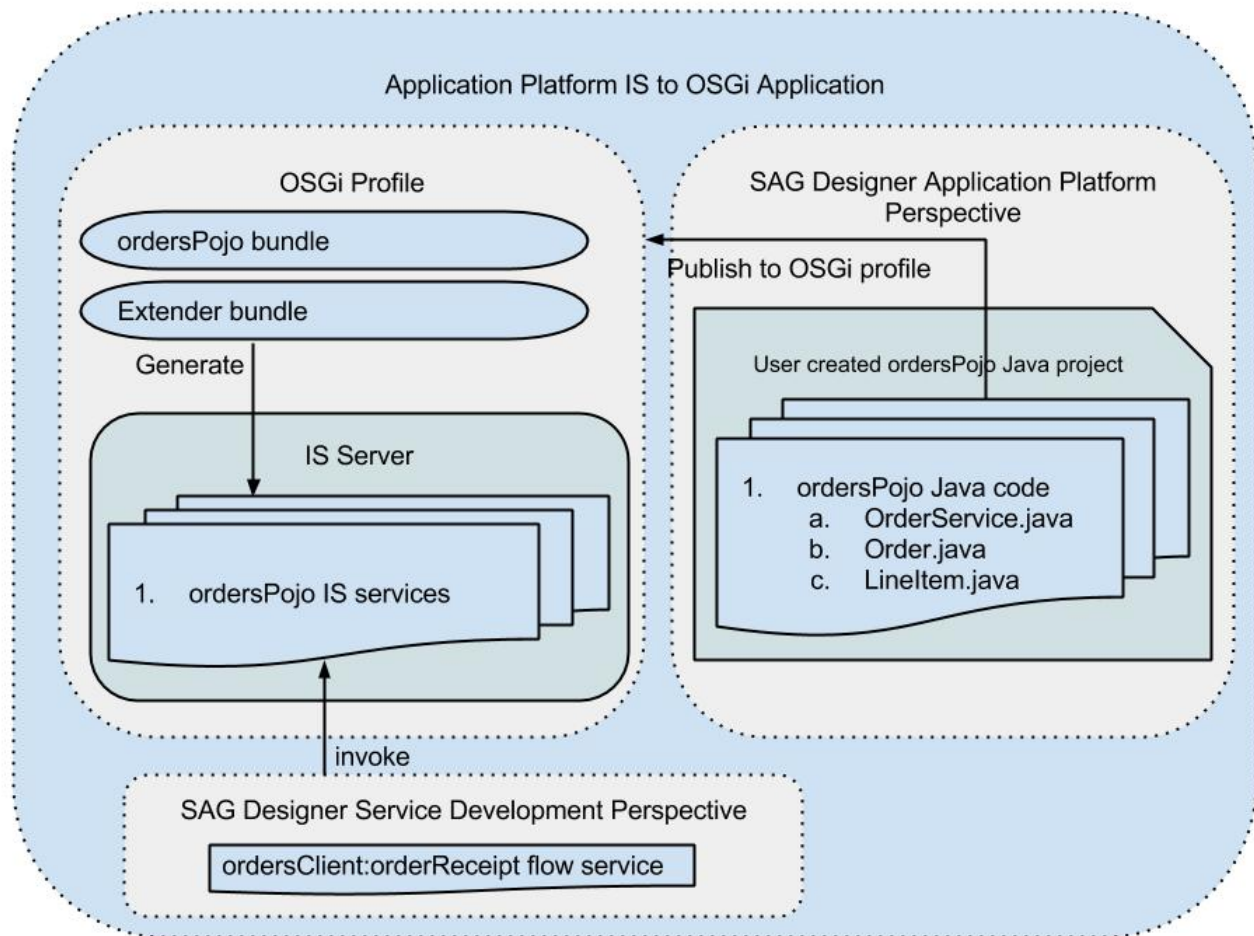 Application Platform IS to OSGi Application
OSGi Profile
ordersPojo bundle
Extender bundle
Generate
IS Server
1. ordersPojo IS services
invoke
SAG Designer Application Platform
Perspective
Publish to OSGi profile
User created ordersPojo Java project
1. ordersPojo Java code
a. OrderService.java
b. Order.java
c. LineItem.java
SAG Designer Service Development Perspective
ordersClient:orderReceipt flow service